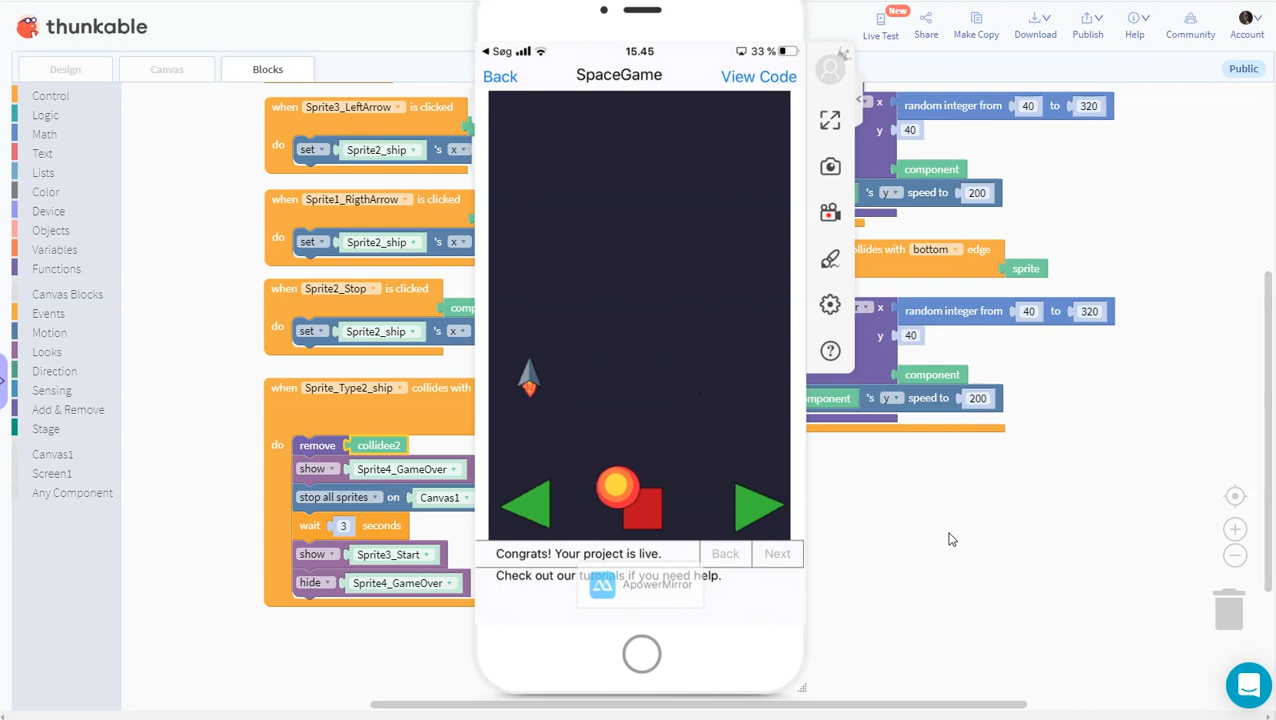 thunkable
New
Live Test
Share
Make Copy
Download
Publish
Help
Community
Account
Design
Canvas
Blocks
Public
Control
Logic
Math
Text
Lists
Color
Device
Objects
Variables
Functions
Canvas Blocks
Events
Motion
Looks
Direction
Sensing
Add & Remove
Stage
Canvas1
Screen1
Any Component
when Sprite3_LeftArrow is clicked
do set Sprite2_ship 's x
when Sprite1_RigthArrow is clicked
do set Sprite2_ship 's x
when Sprite2_Stop is clicked
comp
do set Sprite2_ship 's x
when Sprite_Type2_ship collides with
do remove collidee2
show Sprite4_GameOver
stop all sprites on Canvas1
wait 3 seconds
show Sprite3_Start
hide Sprite4_GameOver
Søg
15.45
33 %
Back
SpaceGame
View Code
Congrats! Your project is live.
Back
Next
Check out our tutorials if you need help.
ApowerMirror
x random integer from 40 to 320
y 40
component
's y speed to 200
collides with bottom edge
sprite
x random integer from 40 to 320
y 40
component
component 's y speed to 200